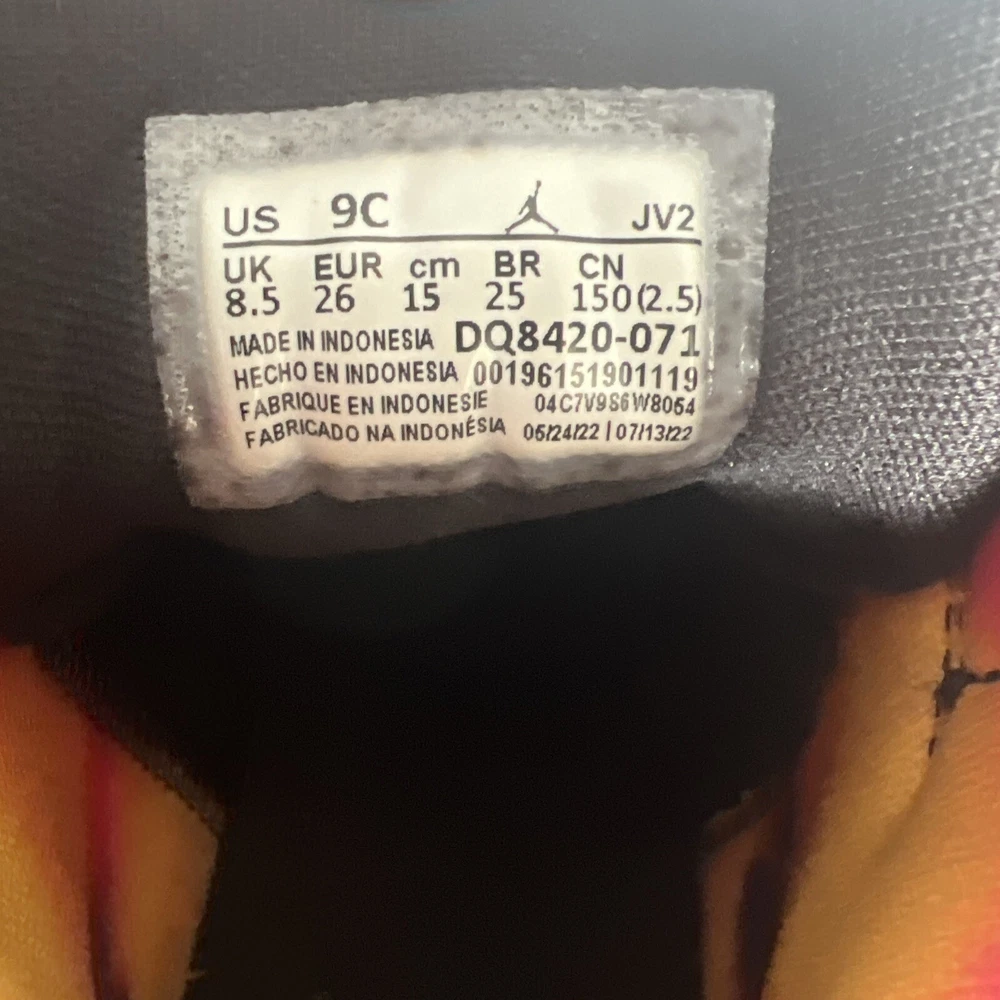 US 9C JV2
UK EUR cm BR CN
8.5 26 15 25 150(2.5)
MADE IN INDONESIA DQ8420-071
HECHO EN INDONESIA 00196151901119
FABRIQUE EN INDONESIE 04C7V9S6W8064
FABRICADO NA INDONÉSIA 05/24/22 | 07/13/22